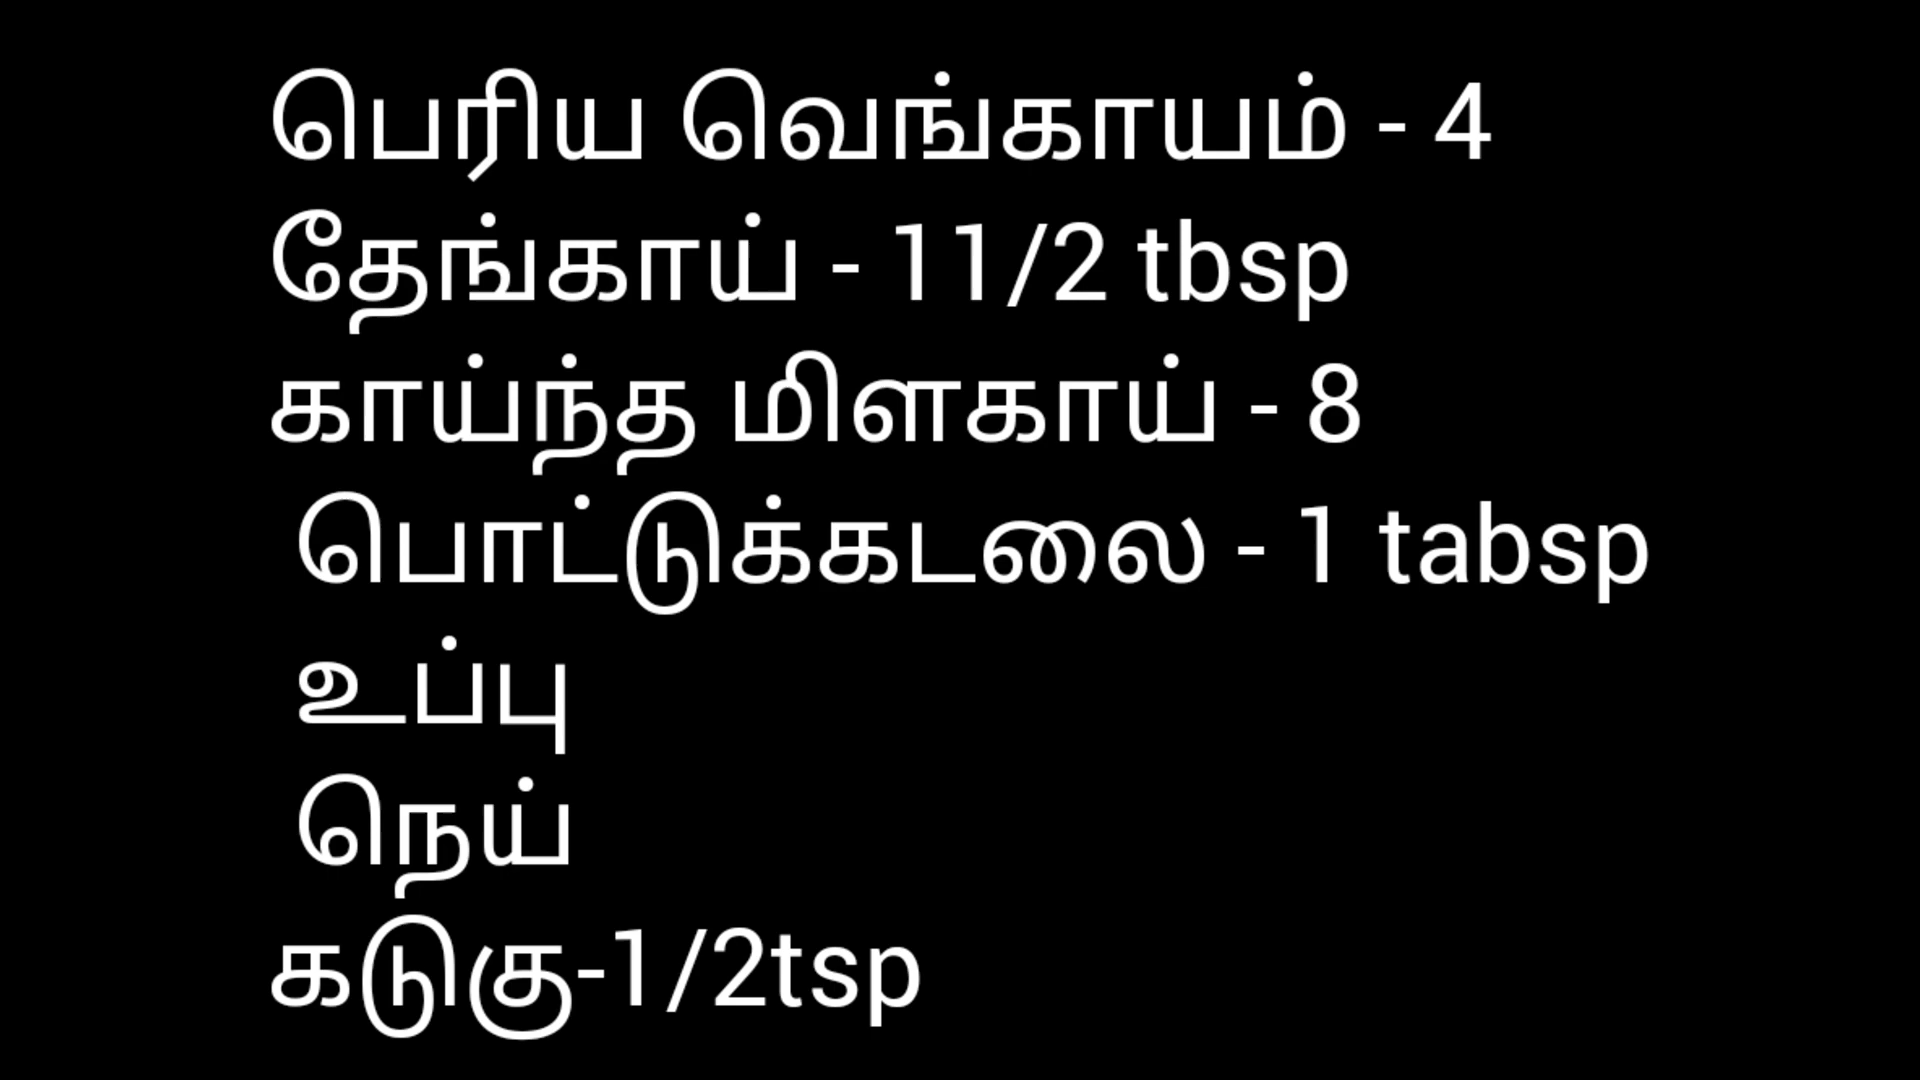 பெரிய வெங்காயம் - 4
தேங்காய் - 11/2 tbsp
காய்ந்த மிளகாய் - 8
பொட்டுக்கடலை - 1 tabsp
உப்பு
நெய்
கடுகு-1/2tsp